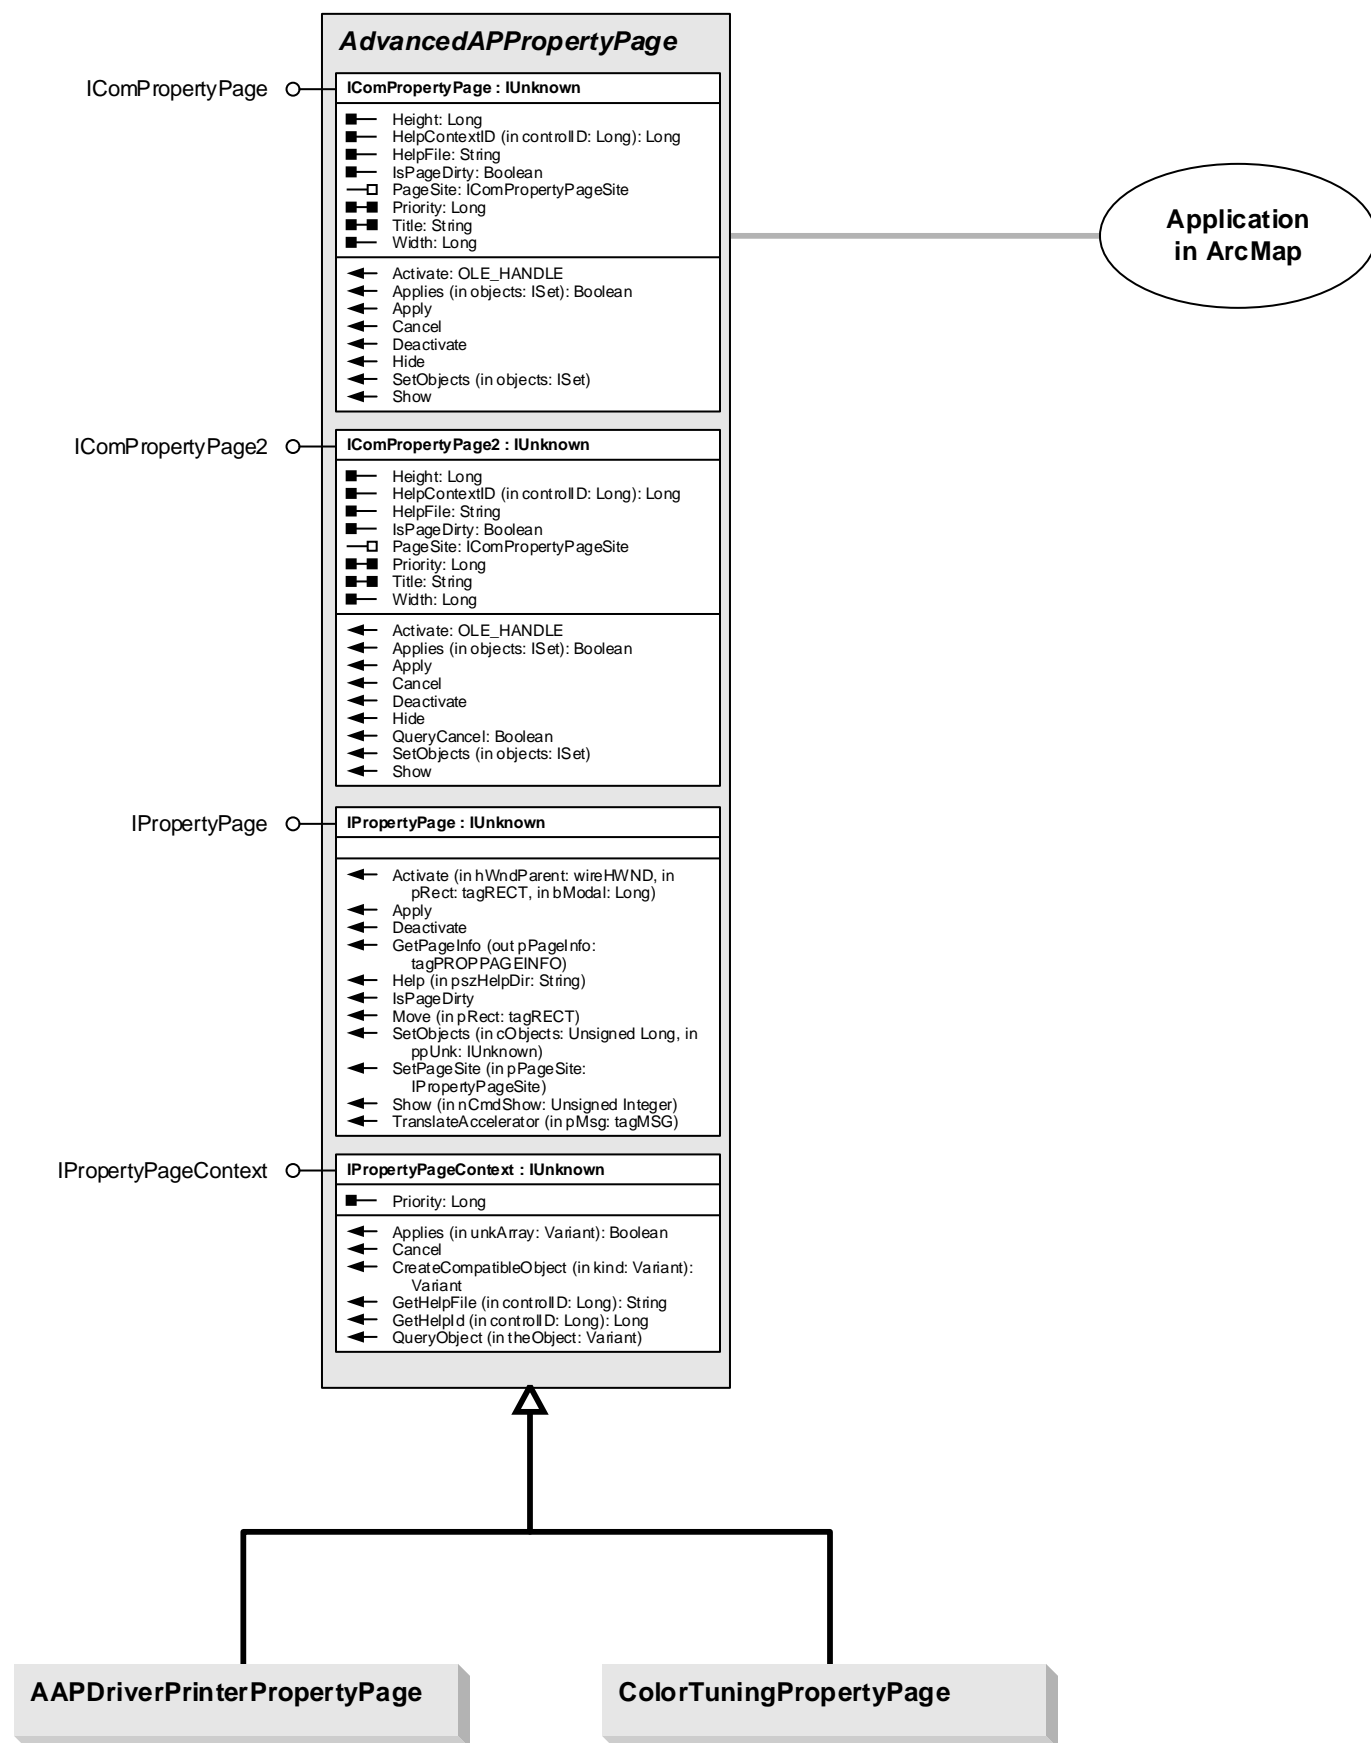 AdvancedAPPropertyPage
IComPropertyPage
IComPropertyPage : IUnknown
Height: Long
HelpContextID (in controlID: Long): Long
HelpFile: String
IsPageDirty: Boolean
PageSite: IComPropertyPageSite
Priority: Long
Title: String
Width: Long
Activate: OLE_HANDLE
Applies (in objects: ISet): Boolean
Apply
Cancel
Deactivate
Hide
SetObjects (in objects: ISet)
Show
Application
in ArcMap
IComPropertyPage2
IComPropertyPage2 : IUnknown
Height: Long
HelpContextID (in controlID: Long): Long
HelpFile: String
IsPageDirty: Boolean
PageSite: IComPropertyPageSite
Priority: Long
Title: String
Width: Long
Activate: OLE_HANDLE
Applies (in objects: ISet): Boolean
Apply
Cancel
Deactivate
Hide
QueryCancel: Boolean
SetObjects (in objects: ISet)
Show
IPropertyPage
IPropertyPage : IUnknown
Activate (in hWndParent: wireHWND, in
pRect: tagRECT, in bModal: Long)
Apply
Deactivate
GetPageInfo (out pPageInfo:
tagPROPPAGEINFO)
Help (in pszHelpDir: String)
IsPageDirty
Move (in pRect: tagRECT)
SetObjects (in cObjects: Unsigned Long, in
ppUnk: IUnknown)
SetPageSite (in pPageSite:
IPropertyPageSite)
Show (in nCmdShow: Unsigned Integer)
TranslateAccelerator (in pMsg: tagMSG)
IPropertyPageContext
IPropertyPageContext : IUnknown
Priority: Long
Applies (in unkArray: Variant): Boolean
Cancel
CreateCompatibleObject (in kind: Variant):
Variant
GetHelpFile (in controlID: Long): String
GetHelpId (in controlID: Long): Long
QueryObject (in theObject: Variant)
AAPDriverPrinterPropertyPage
ColorTuningPropertyPage